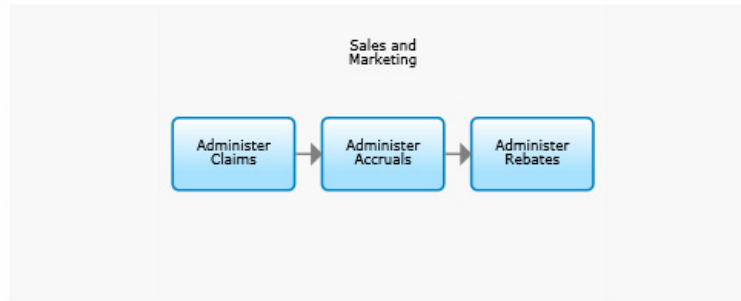 Sales and
Marketing
Administer
Claims
Administer
Accruals
Administer
Rebates